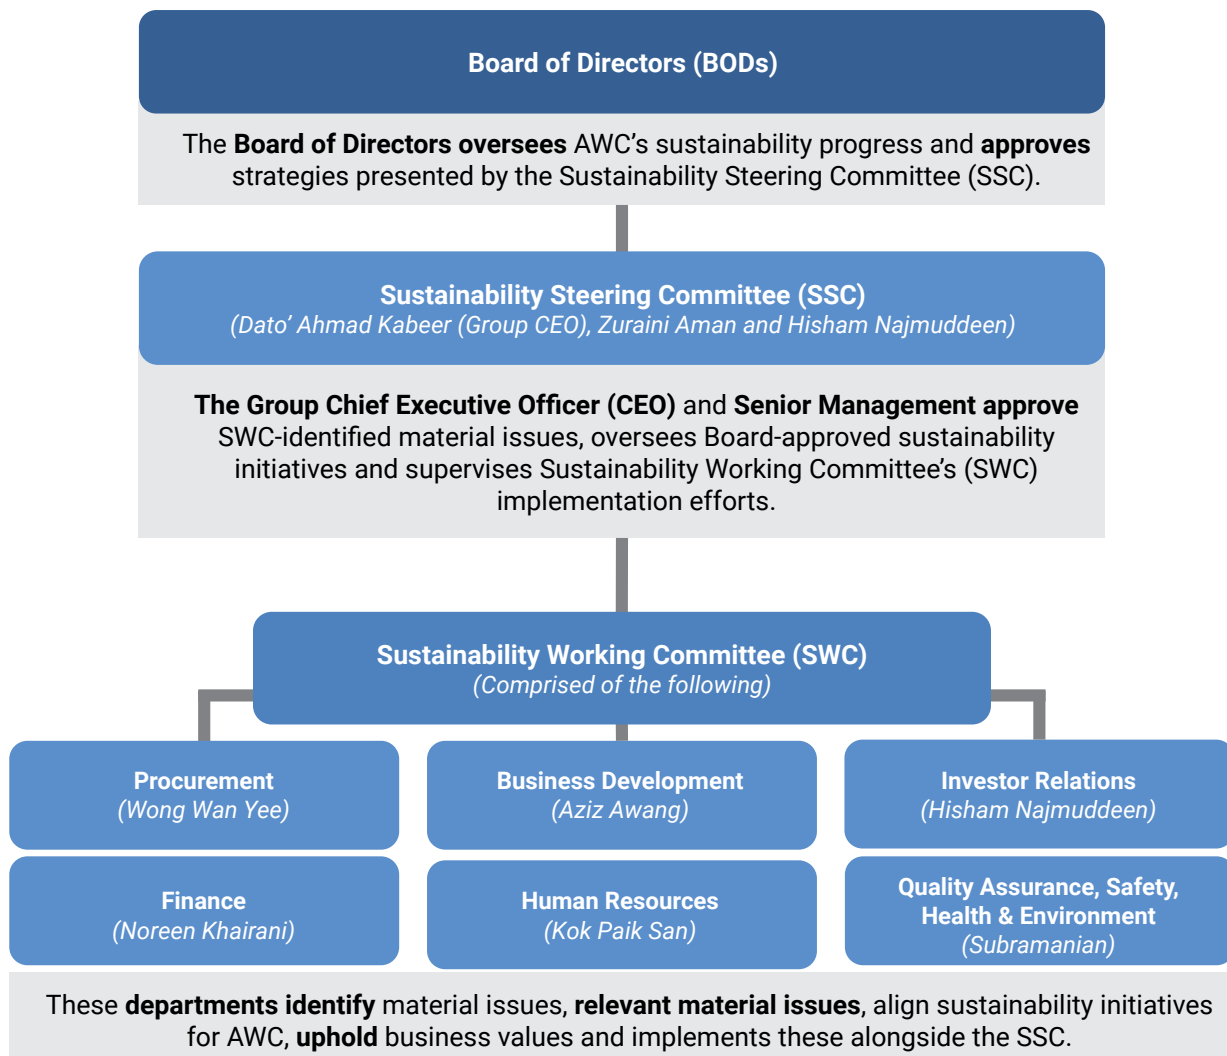 Board of Directors (BODs)
The Board of Directors oversees AWC’s sustainability progress and approves
strategies presented by the Sustainability Steering Committee (SSC).
Sustainability Steering Committee (SSC)
(Dato’ Ahmad Kabeer (Group CEO), Zuraini Aman and Hisham Najmuddeen)
The Group Chief Executive Officer (CEO) and Senior Management approve
SWC-identified material issues, oversees Board-approved sustainability
initiatives and supervises Sustainability Working Committee’s (SWC)
implementation efforts.
Sustainability Working Committee (SWC)
(Comprised of the following)
Procurement
(Wong Wan Yee)
Business Development
(Aziz Awang)
Investor Relations
(Hisham Najmuddeen)
Finance
(Noreen Khairani)
Human Resources
(Kok Paik San)
Quality Assurance, Safety,
Health & Environment
(Subramanian)
These departments identify material issues, relevant material issues, align sustainability initiatives
for AWC, uphold business values and implements these alongside the SSC.